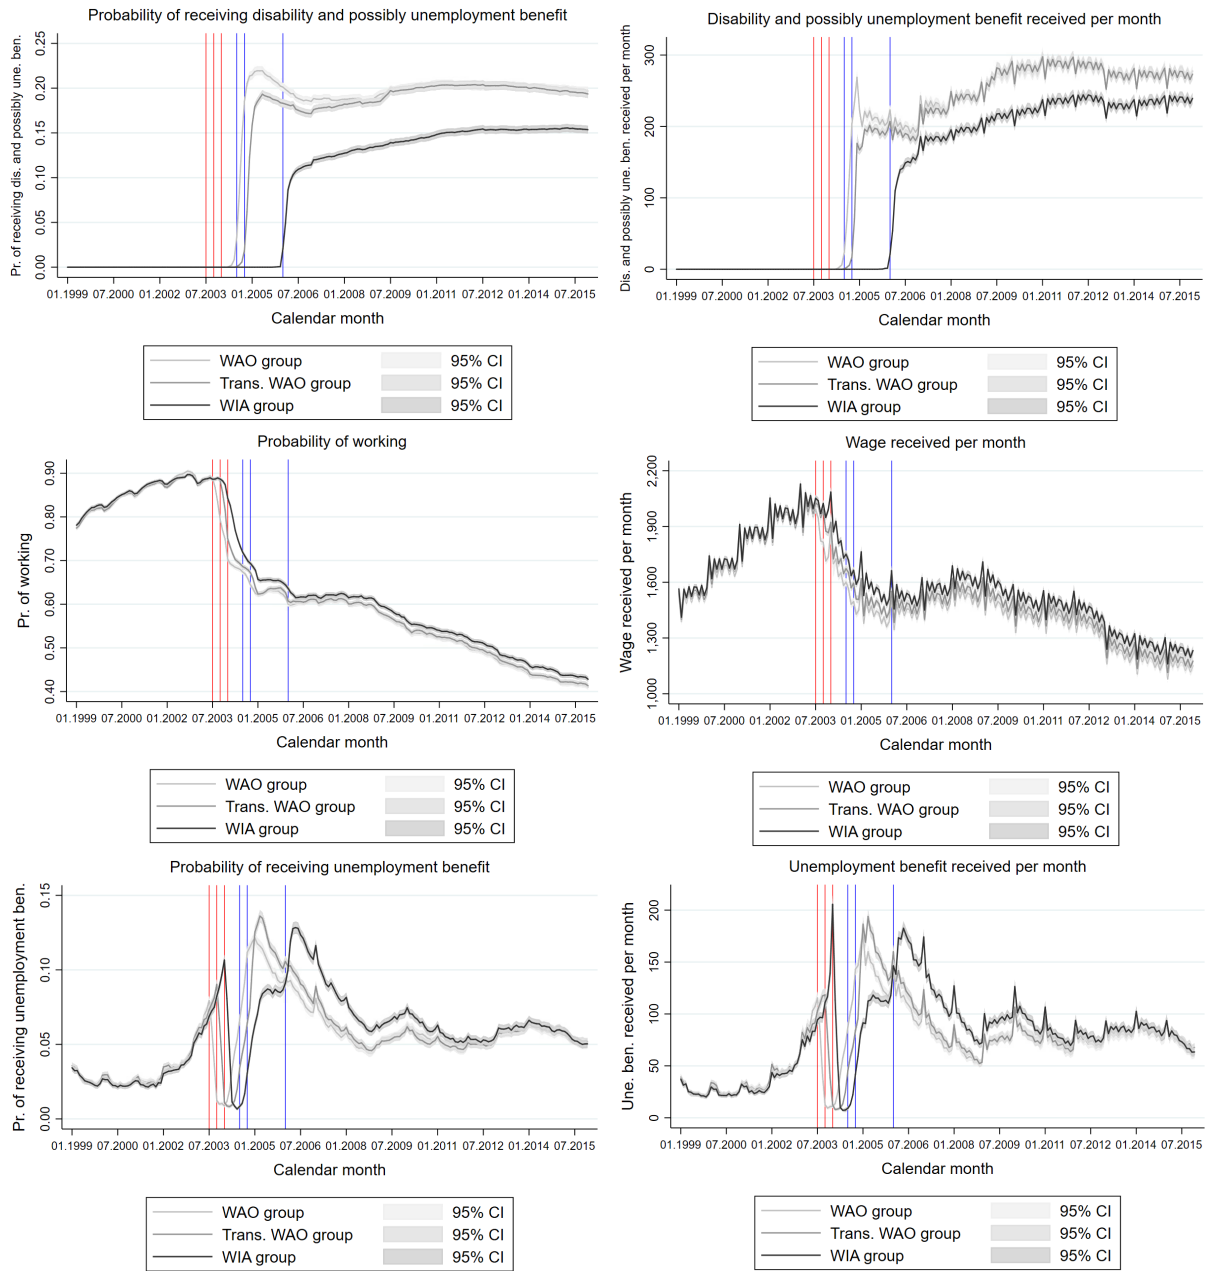 Probability of receiving disability and possibly unemployment benefit
Pr. of receiving dis. and possibly une. ben.
0.25
0.20
0.15
0.10
0.05
0.00
01.1999 07.2000 01.2002 07.2003 01.2005 07.2006 01.2008 07.2009 01.2011 07.2012 01.2014 07.2015
Calendar month
WAO group 95% CI
Trans. WAO group 95% CI
WIA group 95% CI
Disability and possibly unemployment benefit received per month
Dis. and possibly une. ben. received per month
300
200
100
0
01.1999 07.2000 01.2002 07.2003 01.2005 07.2006 01.2008 07.2009 01.2011 07.2012 01.2014 07.2015
Calendar month
WAO group 95% CI
Trans. WAO group 95% CI
WIA group 95% CI
Probability of working
Pr. of working
0.90
0.80
0.70
0.60
0.50
0.40
01.1999 07.2000 01.2002 07.2003 01.2005 07.2006 01.2008 07.2009 01.2011 07.2012 01.2014 07.2015
Calendar month
WAO group 95% CI
Trans. WAO group 95% CI
WIA group 95% CI
Wage received per month
Wage received per month
2,200
1,900
1,600
1,300
1,000
01.1999 07.2000 01.2002 07.2003 01.2005 07.2006 01.2008 07.2009 01.2011 07.2012 01.2014 07.2015
Calendar month
WAO group 95% CI
Trans. WAO group 95% CI
WIA group 95% CI
Probability of receiving unemployment benefit
Pr. of receiving unemployment ben.
0.15
0.10
0.05
0.00
01.1999 07.2000 01.2002 07.2003 01.2005 07.2006 01.2008 07.2009 01.2011 07.2012 01.2014 07.2015
Calendar month
WAO group 95% CI
Trans. WAO group 95% CI
WIA group 95% CI
Unemployment benefit received per month
Une. ben. received per month
200
150
100
50
0
01.1999 07.2000 01.2002 07.2003 01.2005 07.2006 01.2008 07.2009 01.2011 07.2012 01.2014 07.2015
Calendar month
WAO group 95% CI
Trans. WAO group 95% CI
WIA group 95% CI